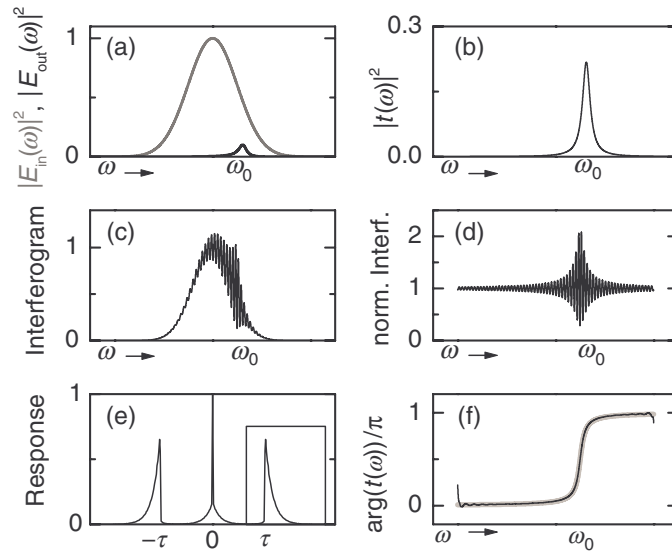 |E_in(ω)|², |E_out(ω)|²
1
0
(a)
ω →
ω₀
|t(ω)|²
0.3
0.0
(b)
ω →
ω₀
Interferogram
1
0
(c)
ω →
ω₀
norm. Interf.
2
1
0
(d)
ω →
ω₀
Response
1
0
(e)
−τ
0
τ
arg(t(ω))/π
1
0
(f)
ω →
ω₀